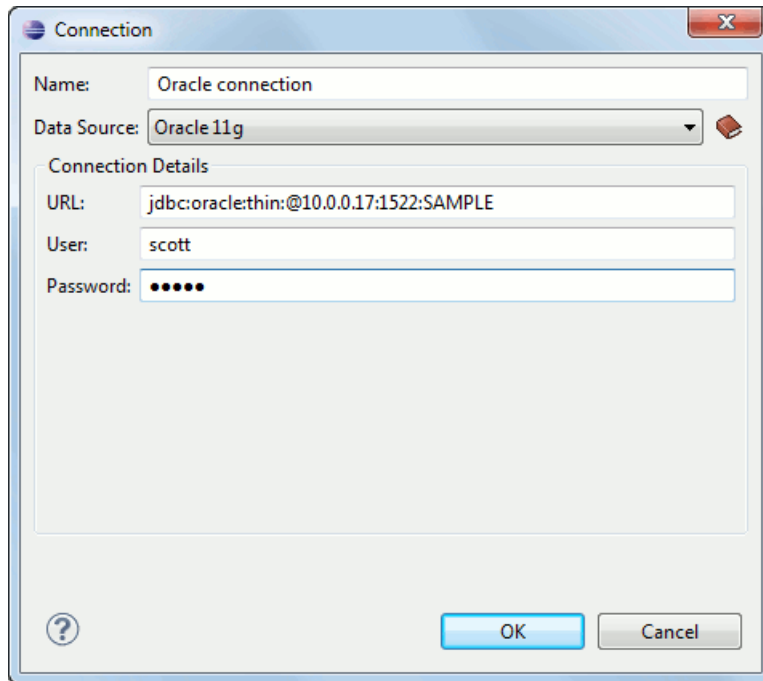 Connection
Name: Oracle connection
Data Source: Oracle 11g
Connection Details
URL: jdbc:oracle:thin:@10.0.0.17:1522:SAMPLE
User: scott
Password: •••••
?
OK Cancel